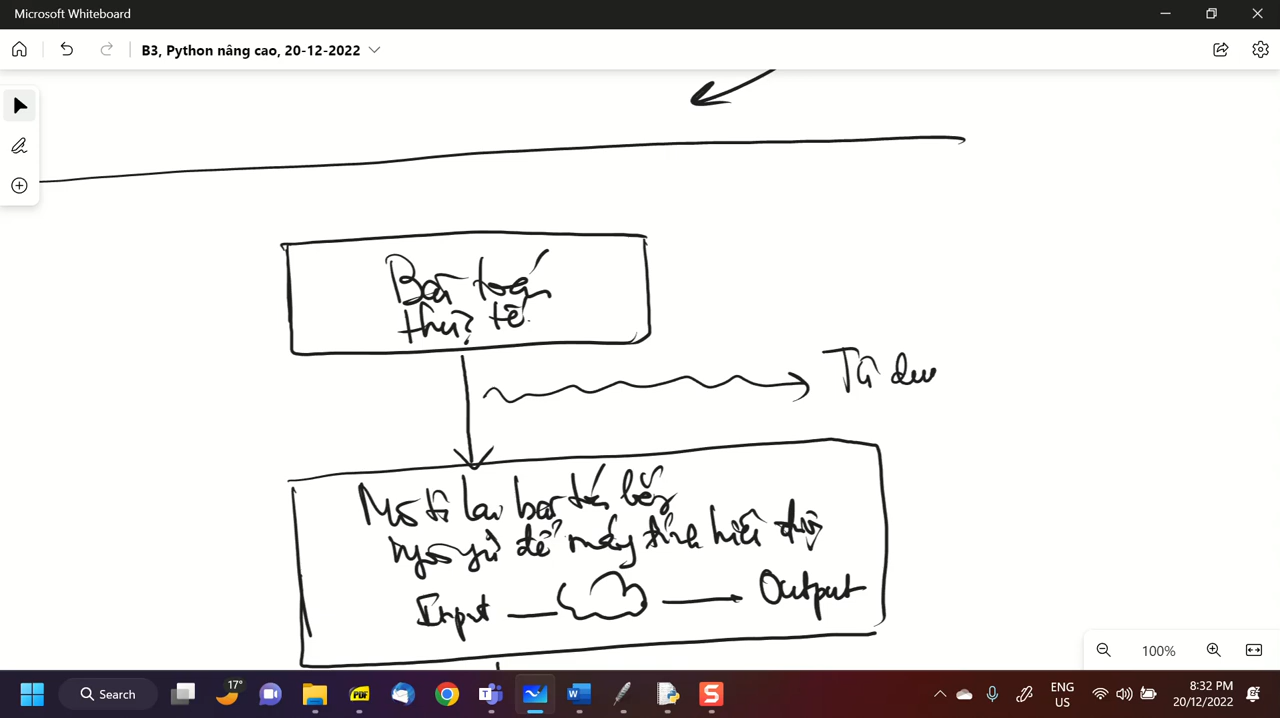 Microsoft Whiteboard
B3, Python nâng cao, 20-12-2022
Bài toán
thực tế
Tư duy
Mô tả lại bài toán bằng
ngôn ngữ để máy tính hiểu được
Input
Output
100%
17°
Search
ENG
US
8:32 PM
20/12/2022